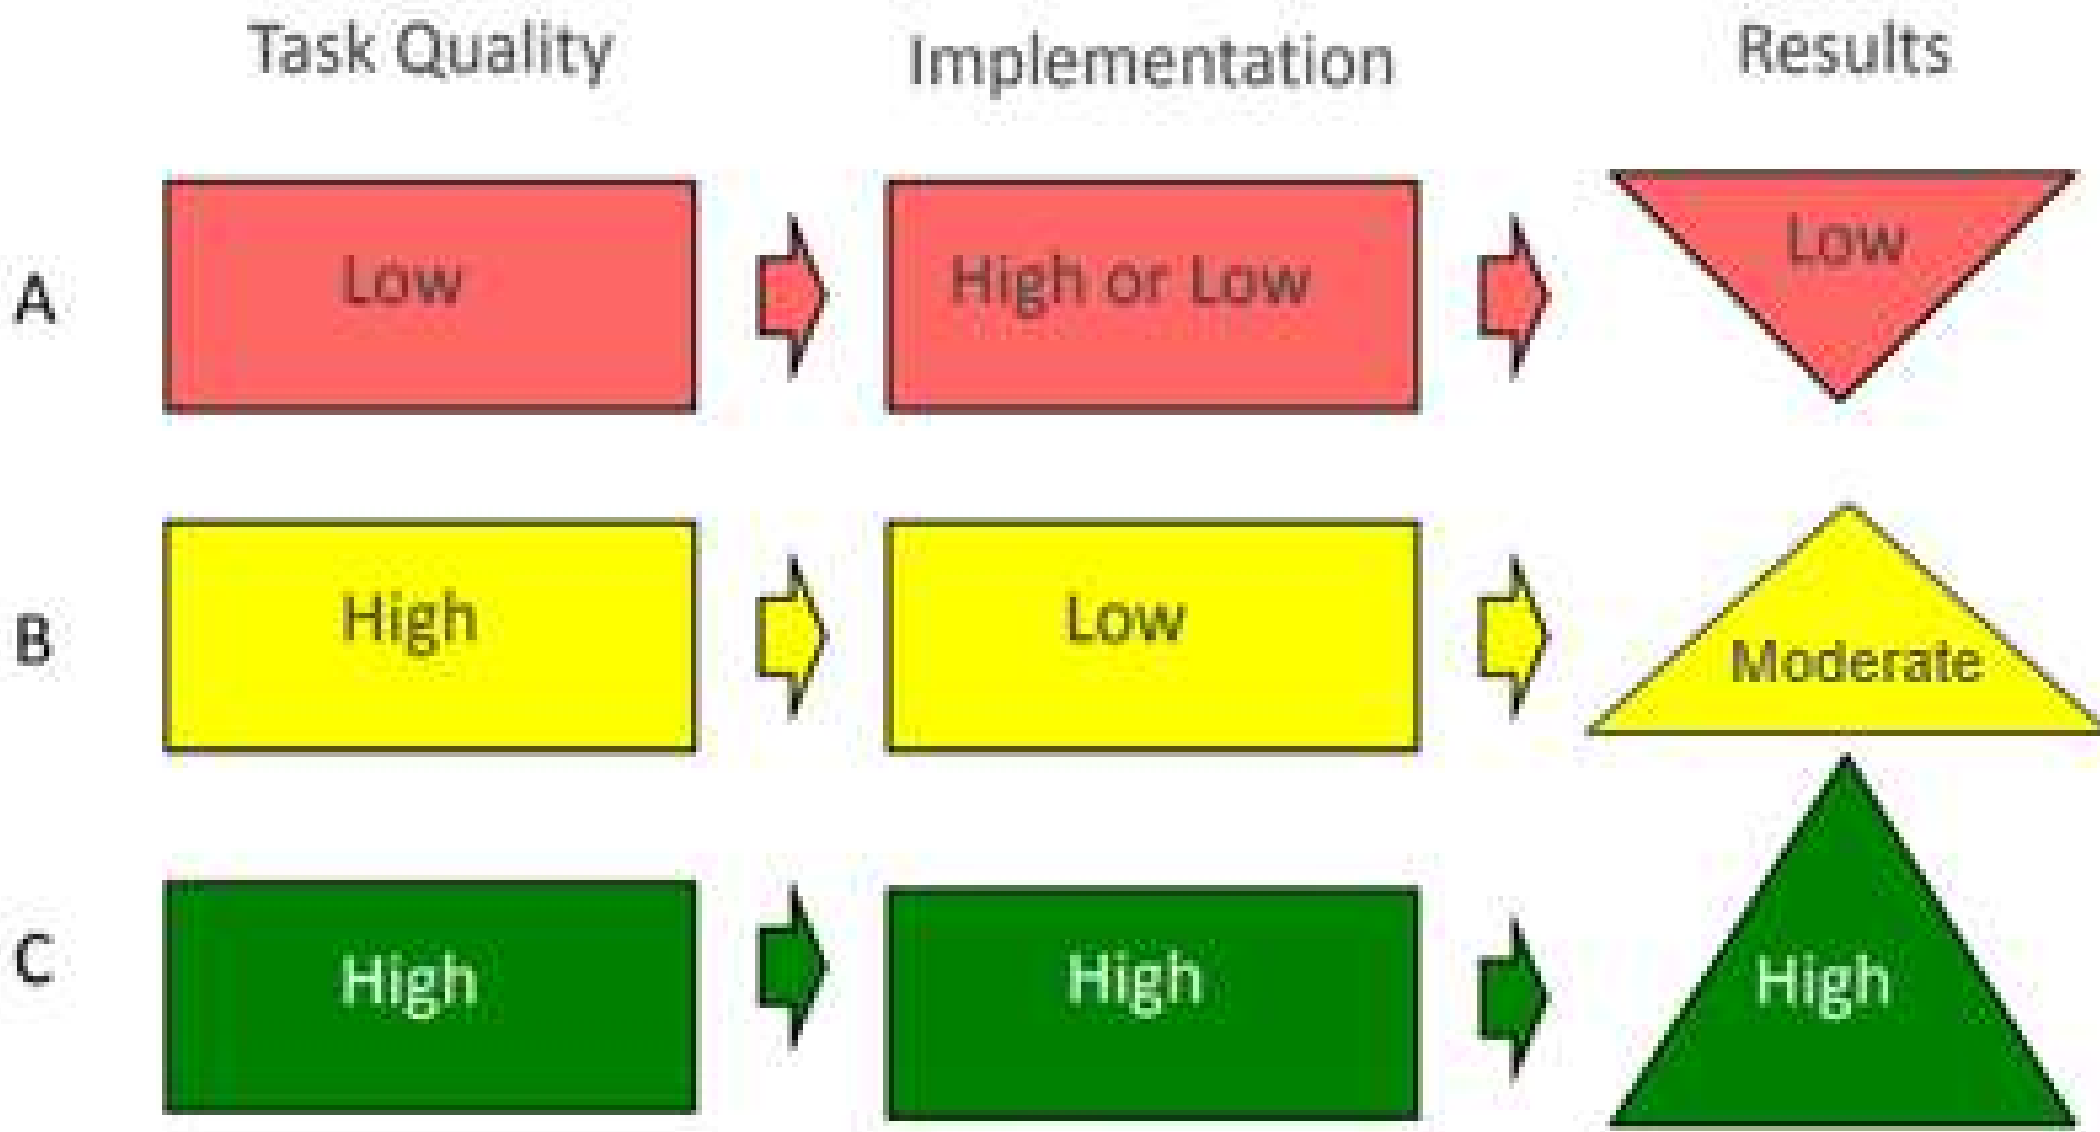 Task Quality Implementation Results
A Low High or Low Low
B High Low Moderate
C High High High